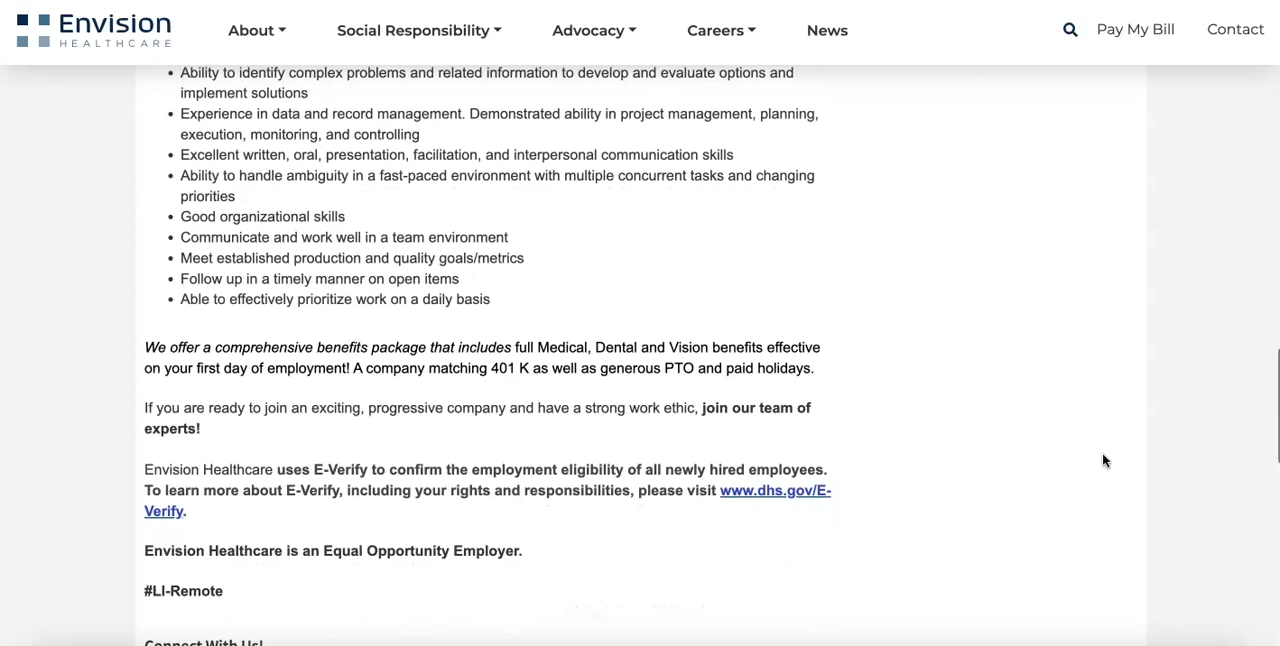 Envision
HEALTHCARE
About Social Responsibility Advocacy Careers News Pay My Bill Contact
• Ability to identify complex problems and related information to develop and evaluate options and
implement solutions
• Experience in data and record management. Demonstrated ability in project management, planning,
execution, monitoring, and controlling
• Excellent written, oral, presentation, facilitation, and interpersonal communication skills
• Ability to handle ambiguity in a fast-paced environment with multiple concurrent tasks and changing
priorities
• Good organizational skills
• Communicate and work well in a team environment
• Meet established production and quality goals/metrics
• Follow up in a timely manner on open items
• Able to effectively prioritize work on a daily basis
We offer a comprehensive benefits package that includes full Medical, Dental and Vision benefits effective
on your first day of employment! A company matching 401 K as well as generous PTO and paid holidays.
If you are ready to join an exciting, progressive company and have a strong work ethic, join our team of
experts!
Envision Healthcare uses E-Verify to confirm the employment eligibility of all newly hired employees.
To learn more about E-Verify, including your rights and responsibilities, please visit www.dhs.gov/E-
Verify.
Envision Healthcare is an Equal Opportunity Employer.
#LI-Remote
Connect With Us!